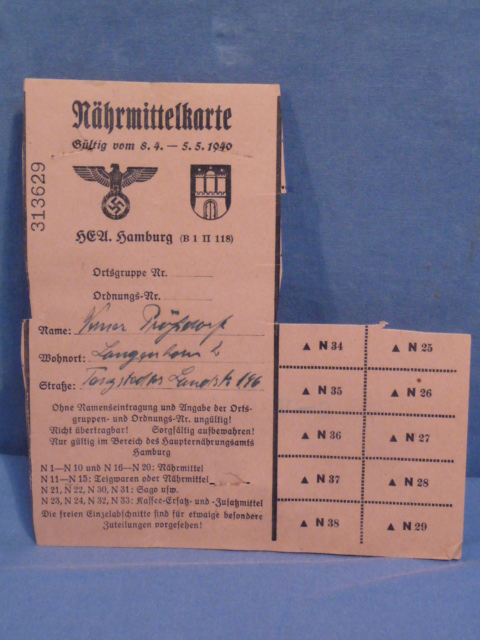 Nährmittelkarte
Gültig vom 8. 4. — 5. 5. 1940
313629
HEA. Hamburg (B 1 II 118)
Ortsgruppe Nr.
Ordnungs-Nr.
Name:
Wohnort: Langenhorn 2
Straße:
Ohne Namenseintragung und Angabe der Orts-
gruppen- und Ordnungs-Nr. ungültig!
Nicht übertragbar! Sorgfältig aufbewahren!
Nur gültig im Bereich des Haupternährungsamts
Hamburg
N 1—N 10 und N 16—N 20: Nährmittel
N 11—N 15: Teigwaren oder Nährmittel
N 21, N 22, N 30, N 31: Sago usw.
N 23, N 24, N 32, N 33: Kaffee-Ersatz- und -Zusatzmittel
Die freien Einzelabschnitte sind für etwaige besondere
Zuteilungen vorgesehen!
▲ N 34 ▲ N 25
▲ N 35 ▲ N 26
▲ N 36 ▲ N 27
▲ N 37 ▲ N 28
▲ N 38 ▲ N 29